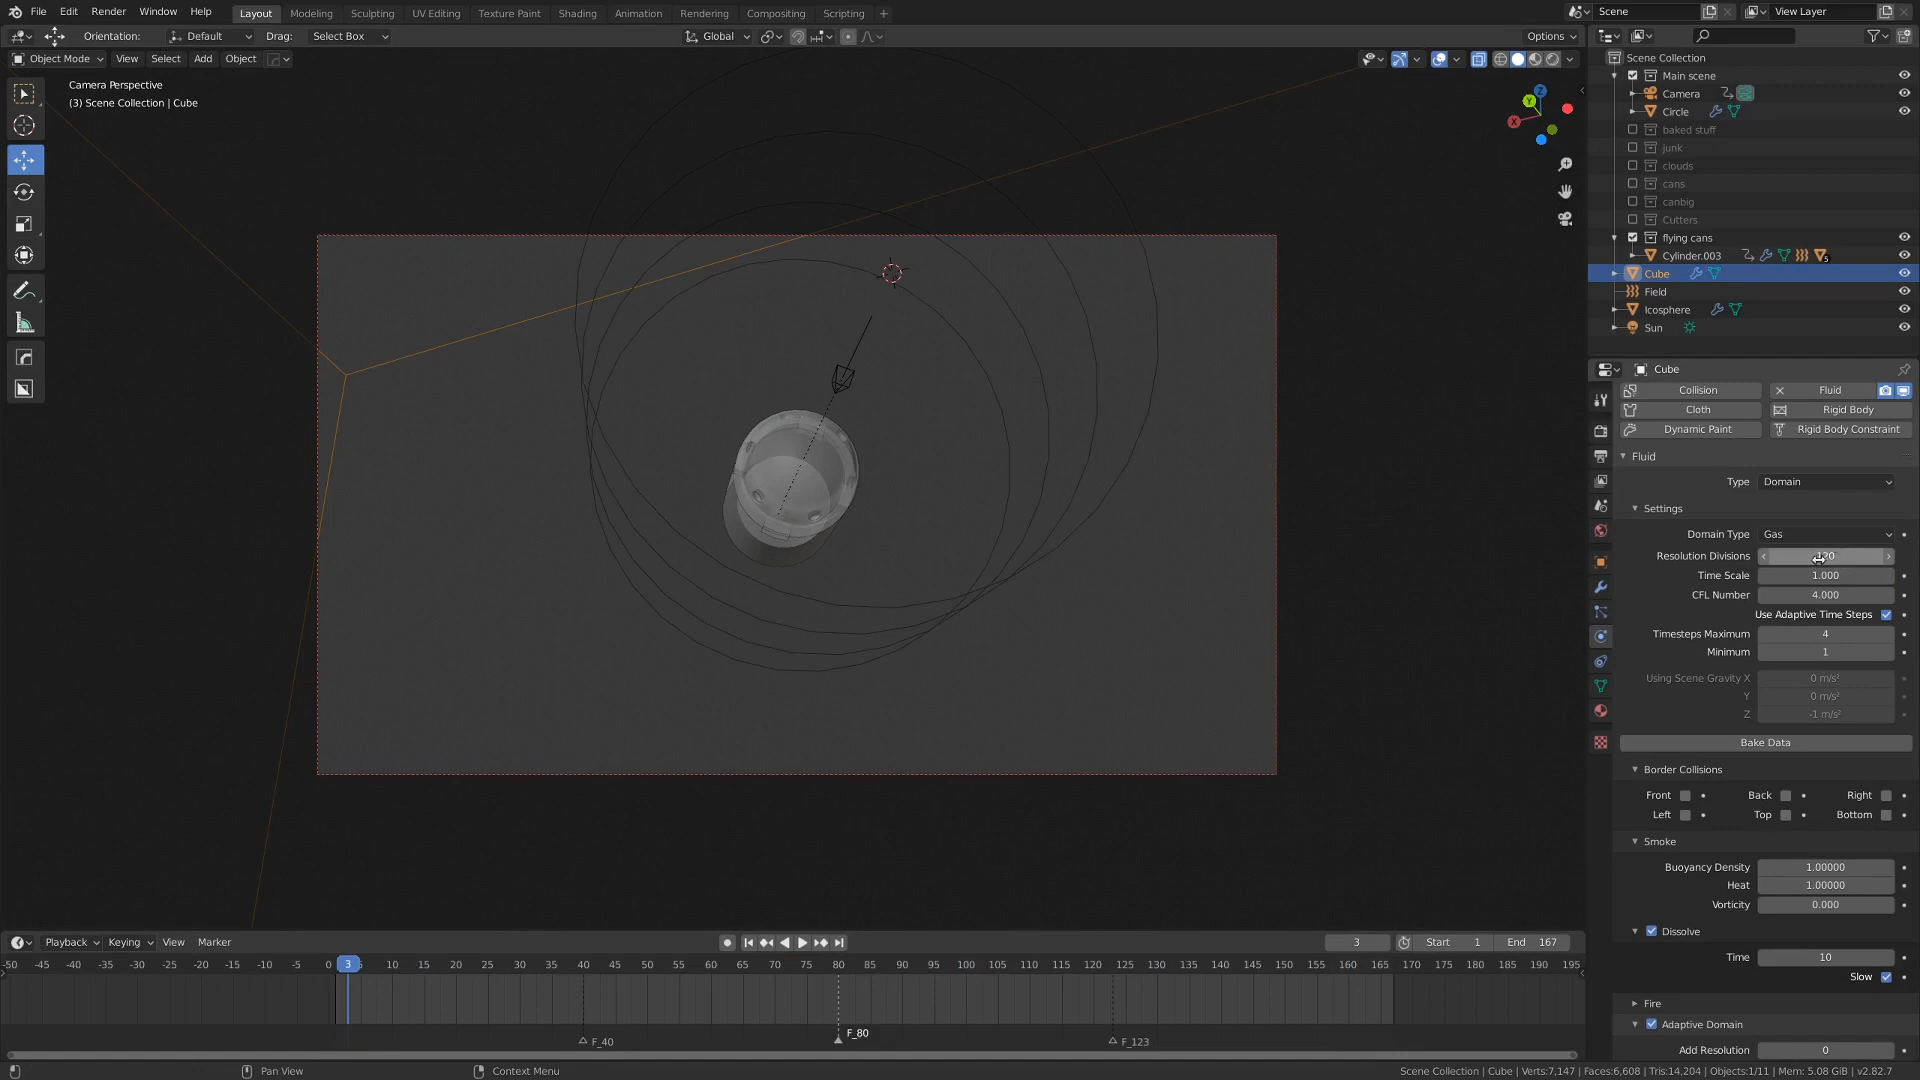 File Edit Render Window Help Layout Modeling Sculpting UV Editing Texture Paint Shading Animation Rendering Compositing Scripting + Scene View Layer
Orientation: Default Drag: Select Box Global Options
Object Mode View Select Add Object
Camera Perspective
(3) Scene Collection | Cube
Z
Y
X
Scene Collection
Main scene
Camera
Circle
baked stuff
junk
clouds
cans
canbig
Cutters
flying cans
Cylinder.003 5
Cube
Field
Icosphere
Sun
Cube
Collision Fluid
Cloth Rigid Body
Dynamic Paint Rigid Body Constraint
Fluid
Type Domain
Settings
Domain Type Gas
Resolution Divisions 120
Time Scale 1.000
CFL Number 4.000
Use Adaptive Time Steps
Timesteps Maximum 4
Minimum 1
Using Scene Gravity X 0 m/s²
Y 0 m/s²
Z -1 m/s²
Bake Data
Border Collisions
Front Back Right
Left Top Bottom
Smoke
Buoyancy Density 1.00000
Heat 1.00000
Vorticity 0.000
Dissolve
Time 10
Slow
Fire
Adaptive Domain
Add Resolution 0
Playback Keying View Marker 3 Start 1 End 167
-50 -45 -40 -35 -30 -25 -20 -15 -10 -5 0 3 10 15 20 25 30 35 40 45 50 55 60 65 70 75 80 85 90 95 100 105 110 115 120 125 130 135 140 145 150 155 160 165 170 175 180 185 190 195
F_40 F_80 F_123
Pan View Context Menu Scene Collection | Cube | Verts:7,147 | Faces:6,608 | Tris:14,204 | Objects:1/11 | Mem: 5.08 GiB | v2.82.7